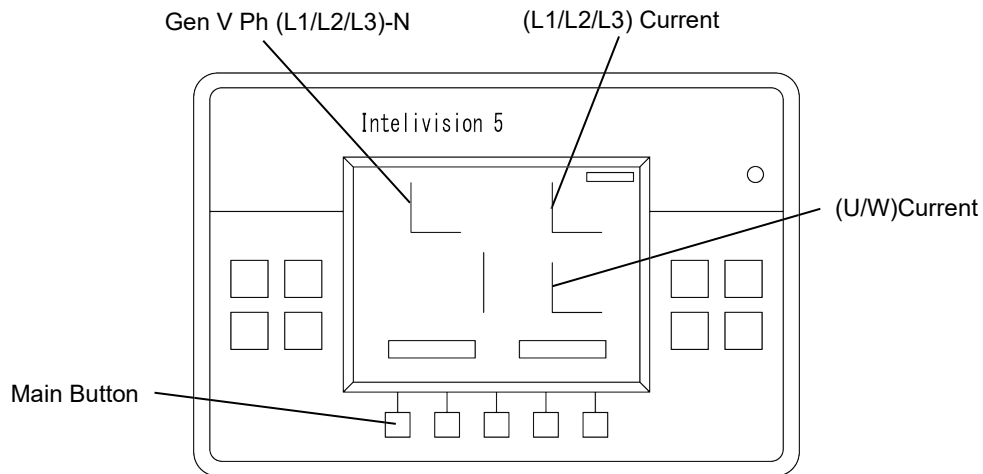 Gen V Ph (L1/L2/L3)-N
(L1/L2/L3) Current
Intelivision 5
(U/W)Current
Main Button